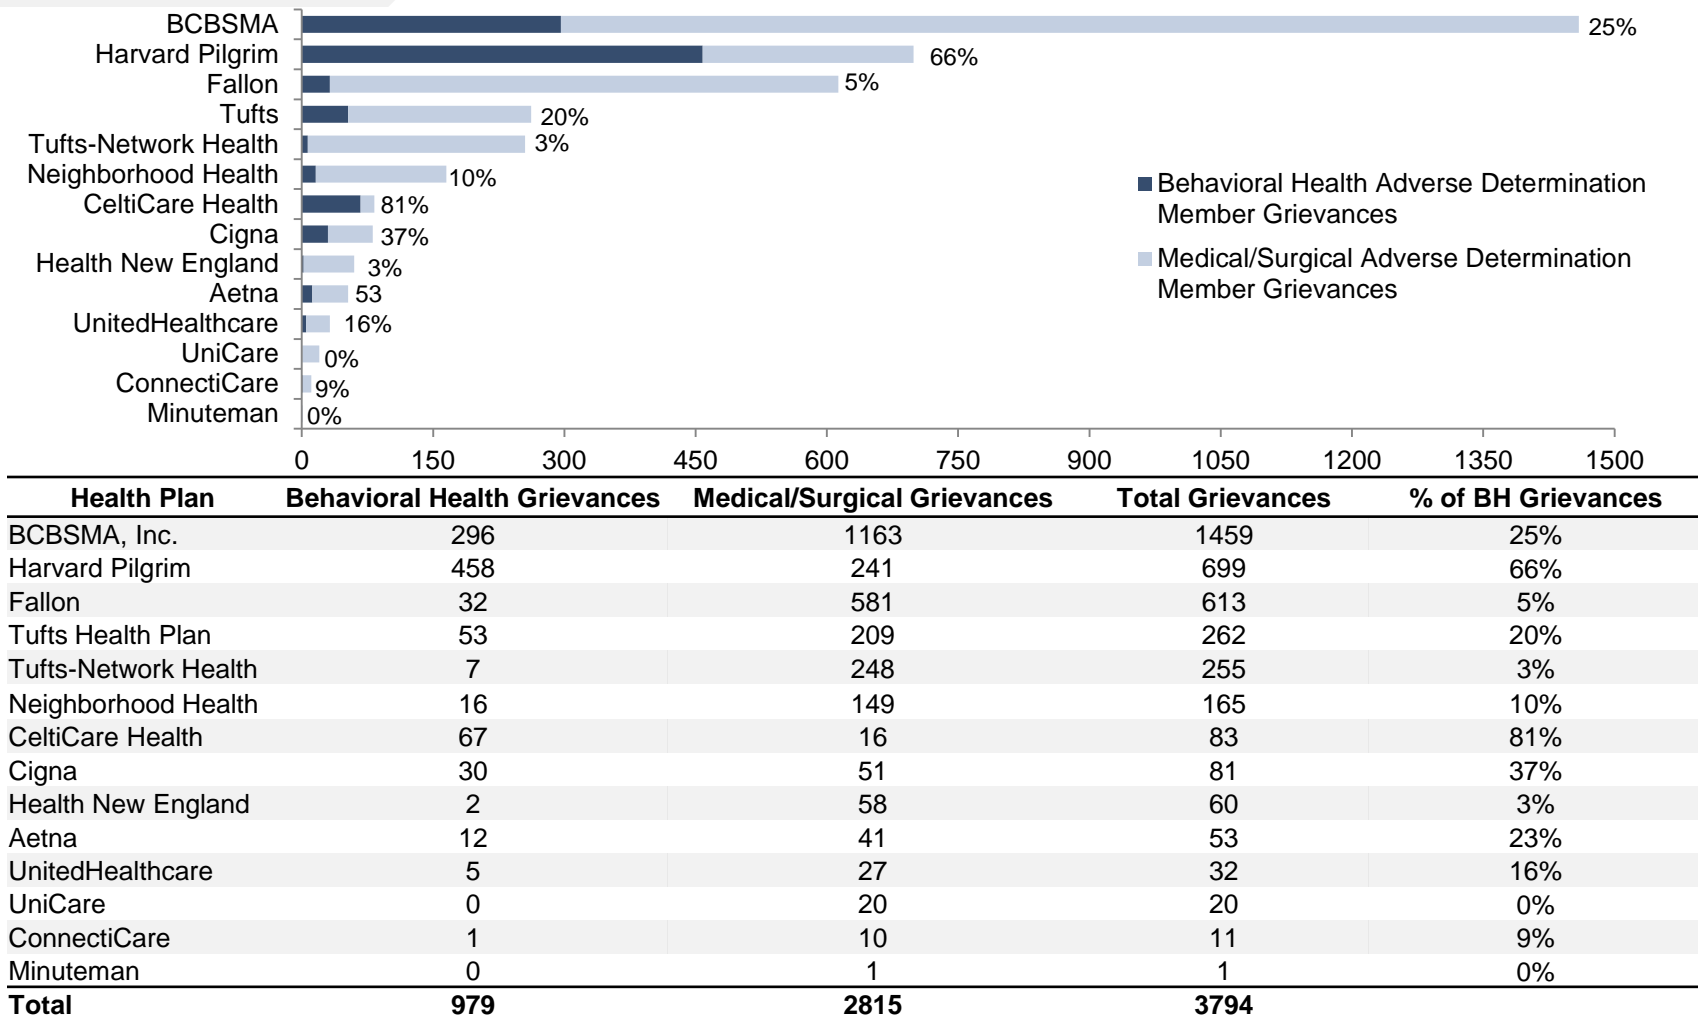 BCBSMA 25%
Harvard Pilgrim 66%
Fallon 5%
Tufts 20%
Tufts-Network Health 3%
Neighborhood Health 10%
CeltiCare Health 81%
Cigna 37%
Health New England 3%
Aetna 53
UnitedHealthcare 16%
UniCare 0%
ConnectiCare 9%
Minuteman 0%
Behavioral Health Adverse Determination
Member Grievances
Medical/Surgical Adverse Determination
Member Grievances
0 150 300 450 600 750 900 1050 1200 1350 1500
Health Plan Behavioral Health Grievances Medical/Surgical Grievances Total Grievances % of BH Grievances
BCBSMA, Inc. 296 1163 1459 25%
Harvard Pilgrim 458 241 699 66%
Fallon 32 581 613 5%
Tufts Health Plan 53 209 262 20%
Tufts-Network Health 7 248 255 3%
Neighborhood Health 16 149 165 10%
CeltiCare Health 67 16 83 81%
Cigna 30 51 81 37%
Health New England 2 58 60 3%
Aetna 12 41 53 23%
UnitedHealthcare 5 27 32 16%
UniCare 0 20 20 0%
ConnectiCare 1 10 11 9%
Minuteman 0 1 1 0%
Total 979 2815 3794